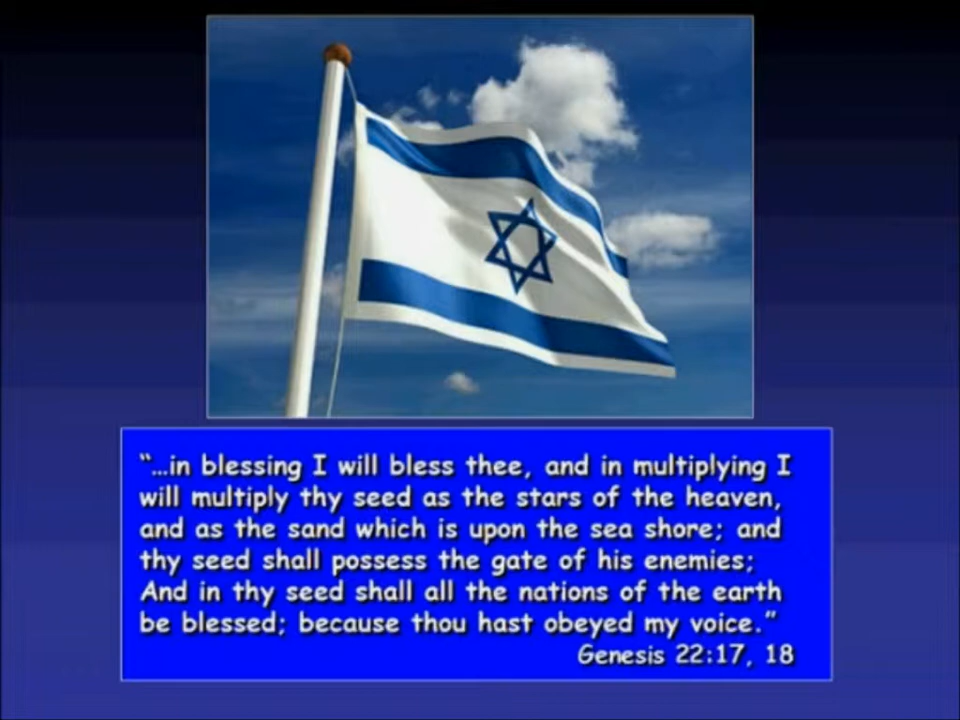 “...in blessing I will bless thee, and in multiplying I
will multiply thy seed as the stars of the heaven,
and as the sand which is upon the sea shore; and
thy seed shall possess the gate of his enemies;
And in thy seed shall all the nations of the earth
be blessed; because thou hast obeyed my voice.”
Genesis 22:17, 18